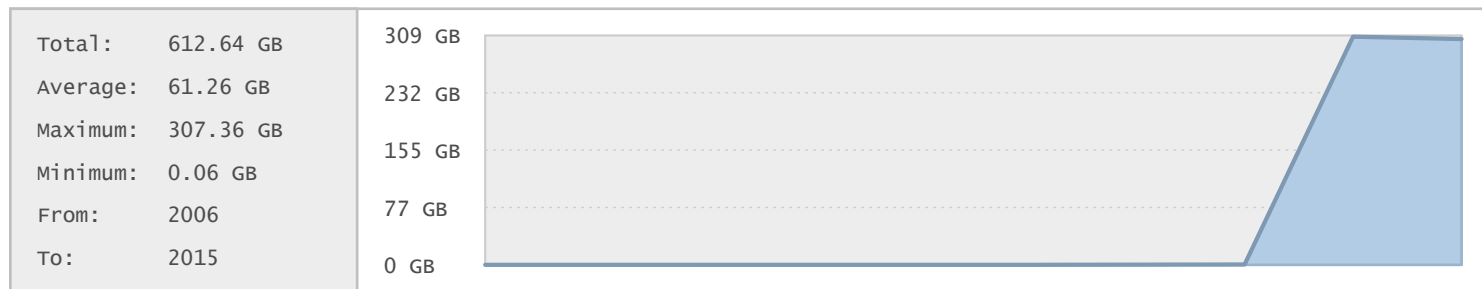 Total: 612.64 GB
Average: 61.26 GB
Maximum: 307.36 GB
Minimum: 0.06 GB
From: 2006
To: 2015
309 GB
232 GB
155 GB
77 GB
0 GB